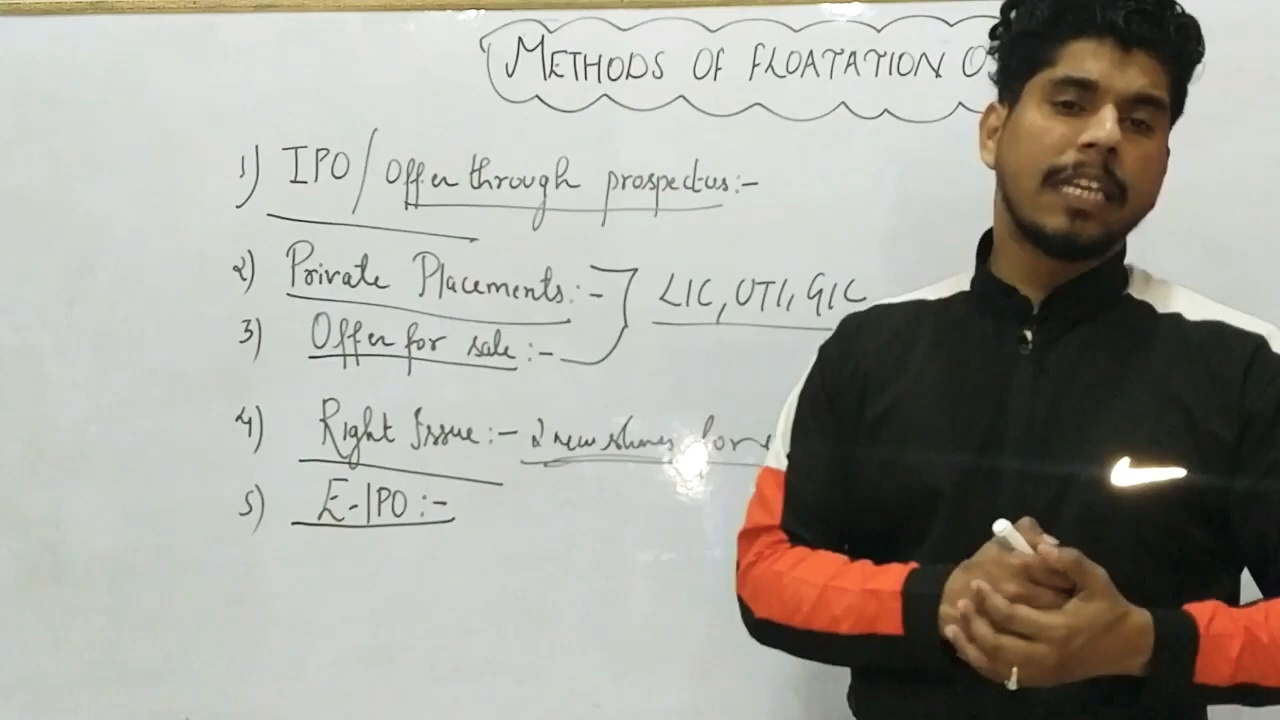 METHODS OF FLOATATION O
1) IPO / Offer through prospectus :-
2) Private Placements :- LIC, UTI, GIC
3) Offer for sale :-
4) Right Issue :- 2 new shares for
5) E-IPO :-